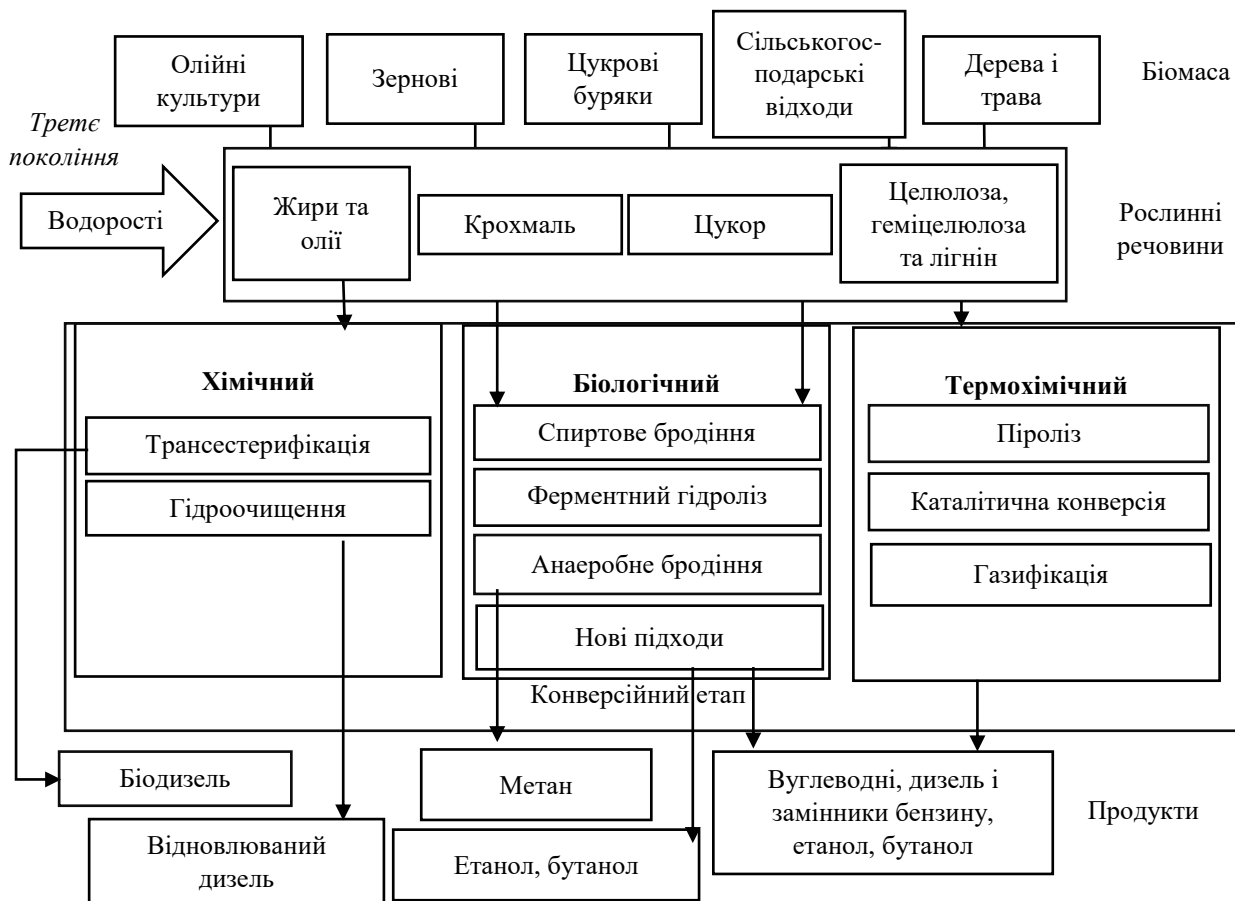 Олійні
культури
Зернові
Цукрові
буряки
Сільськогос-
подарські
відходи
Дерева і
трава
Біомаса
Третє
покоління
Водорості
Жири та
олії
Крохмаль
Цукор
Целюлоза,
геміцелюлоза
та лігнін
Рослинні
речовини
Хімічний
Трансестерифікація
Гідроочищення
Біологічний
Спиртове бродіння
Ферментний гідроліз
Анаеробне бродіння
Нові підходи
Термохімічний
Піроліз
Каталітична конверсія
Газифікація
Конверсійний етап
Біодизель
Відновлюваний
дизель
Метан
Етанол, бутанол
Вуглеводні, дизель і
замінники бензину,
етанол, бутанол
Продукти